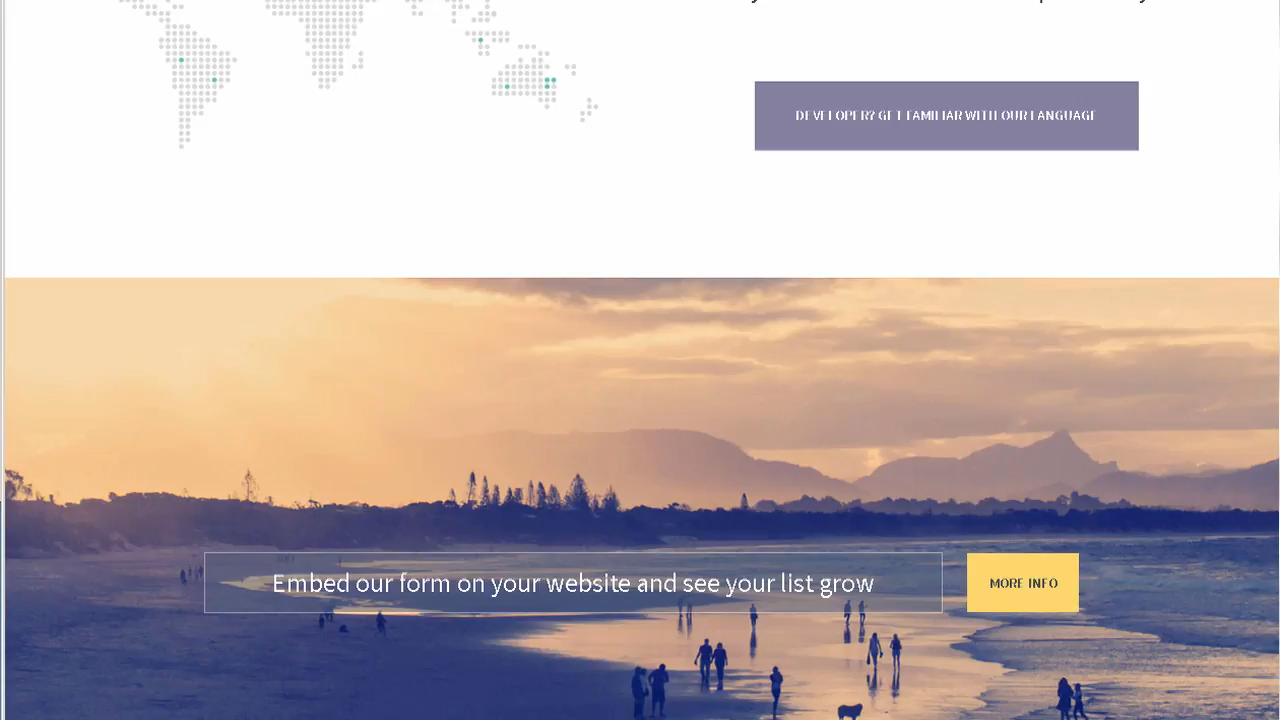 DEVELOPER? GET FAMILIAR WITH OUR LANGUAGE
Embed our form on your website and see your list grow
MORE INFO